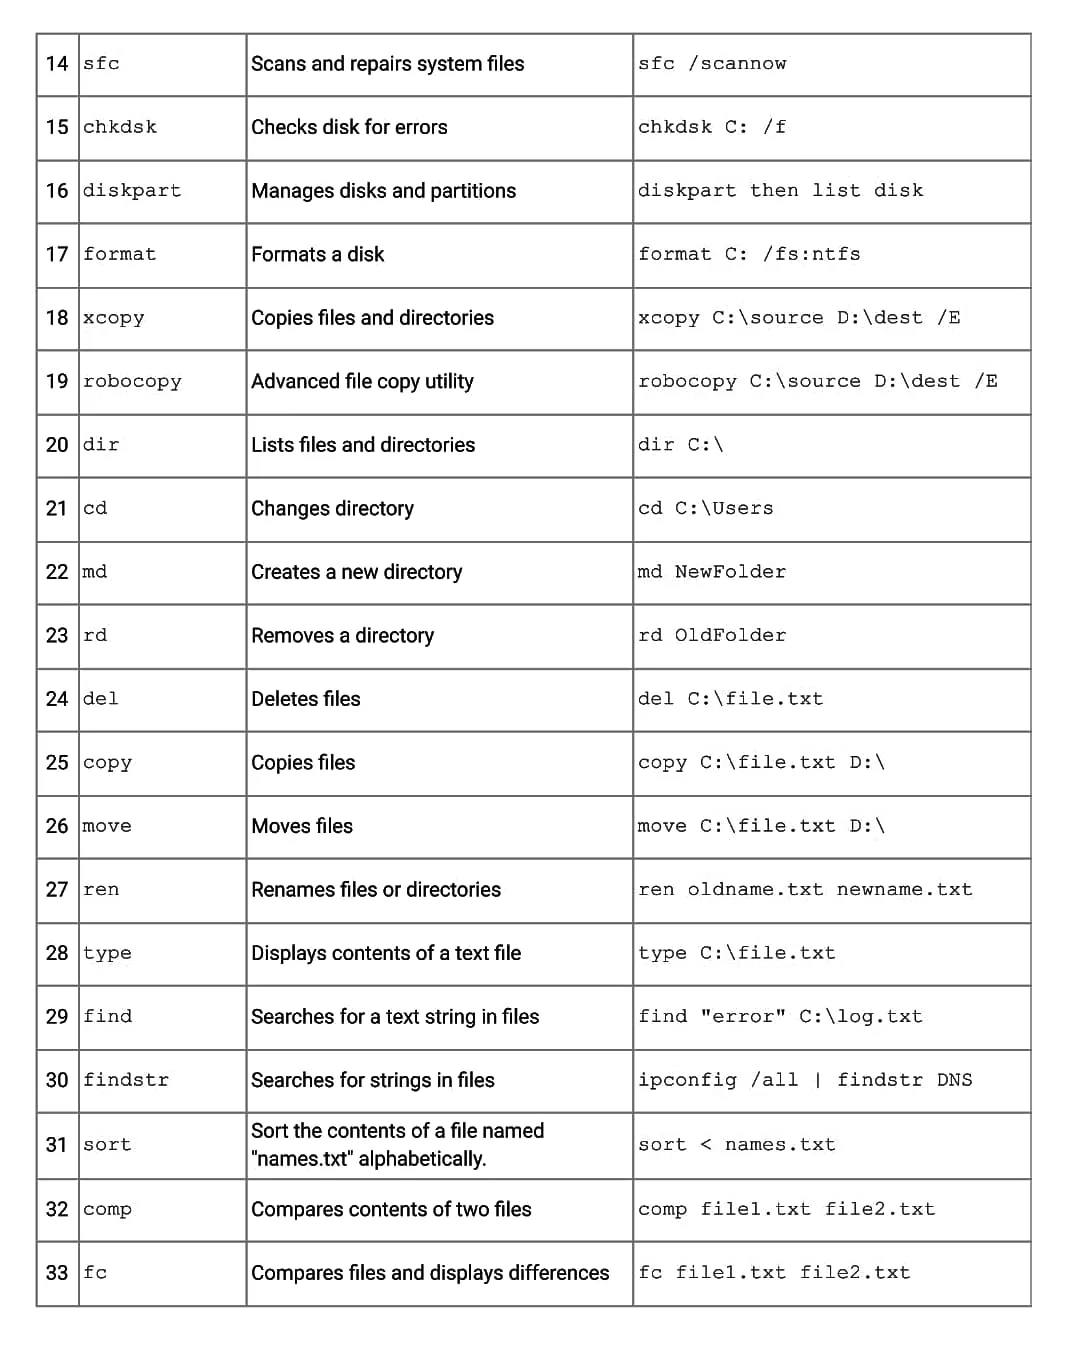 14 sfc Scans and repairs system files sfc /scannow
15 chkdsk Checks disk for errors chkdsk C: /f
16 diskpart Manages disks and partitions diskpart then list disk
17 format Formats a disk format C: /fs:ntfs
18 xcopy Copies files and directories xcopy C:\source D:\dest /E
19 robocopy Advanced file copy utility robocopy C:\source D:\dest /E
20 dir Lists files and directories dir C:\
21 cd Changes directory cd C:\Users
22 md Creates a new directory md NewFolder
23 rd Removes a directory rd OldFolder
24 del Deletes files del C:\file.txt
25 copy Copies files copy C:\file.txt D:\
26 move Moves files move C:\file.txt D:\
27 ren Renames files or directories ren oldname.txt newname.txt
28 type Displays contents of a text file type C:\file.txt
29 find Searches for a text string in files find "error" C:\log.txt
30 findstr Searches for strings in files ipconfig /all | findstr DNS
31 sort Sort the contents of a file named
"names.txt" alphabetically. sort < names.txt
32 comp Compares contents of two files comp file1.txt file2.txt
33 fc Compares files and displays differences fc file1.txt file2.txt